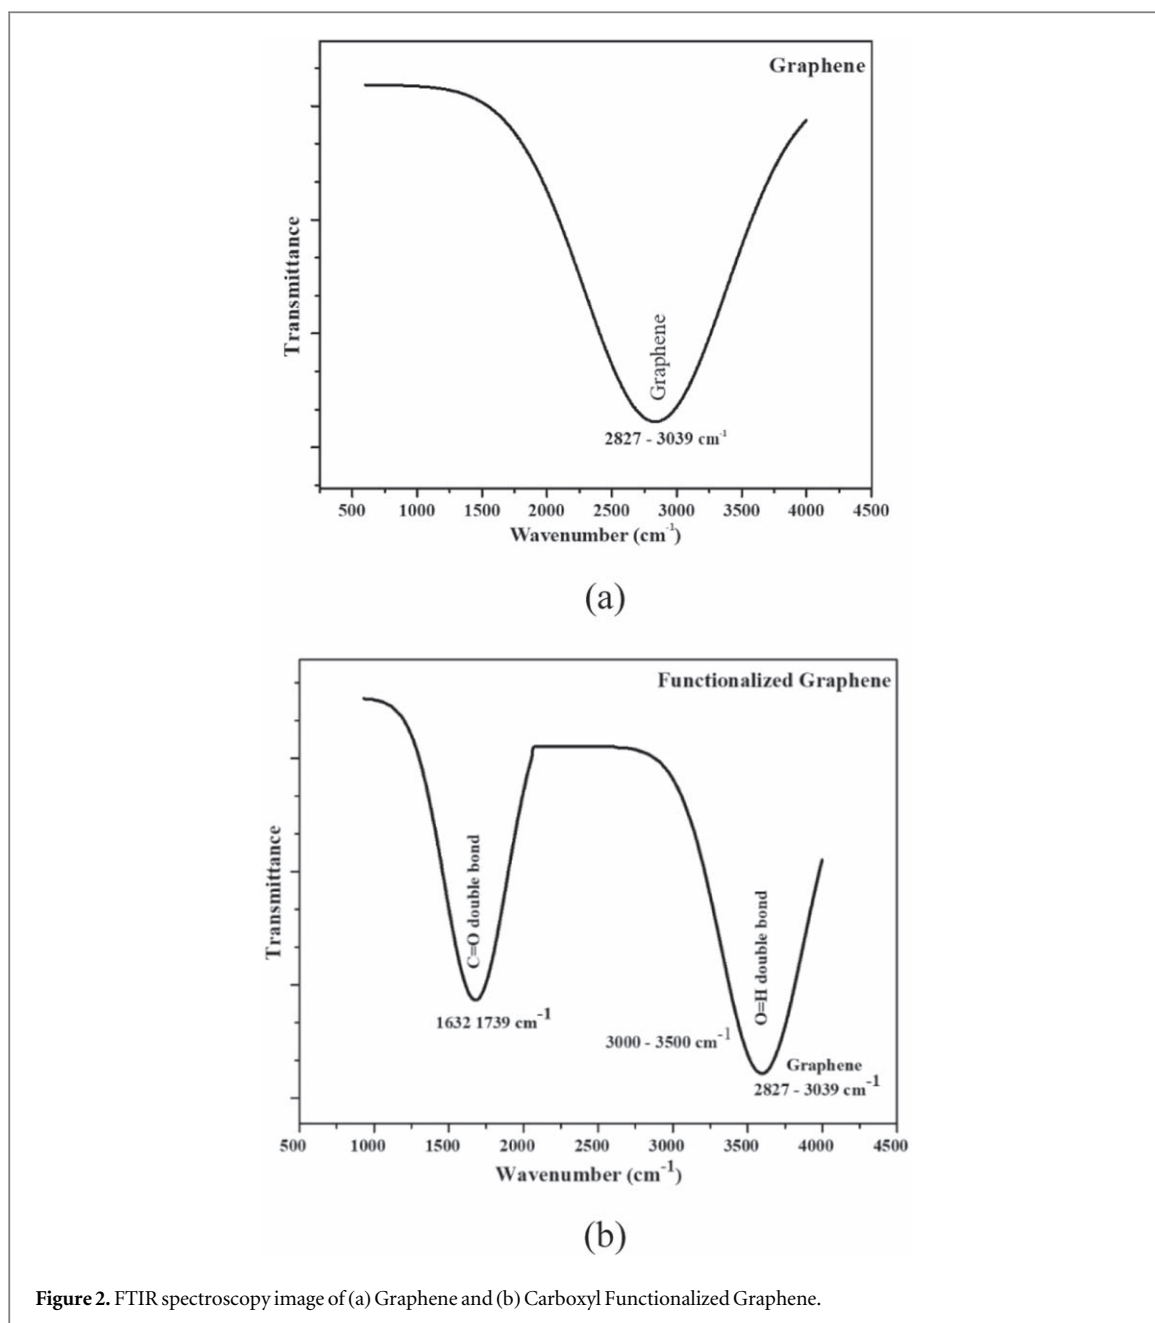 Graphene
Transmittance
Graphene
2827 - 3039 cm⁻¹
500 1000 1500 2000 2500 3000 3500 4000 4500
Wavenumber (cm⁻¹)
(a)
Functionalized Graphene
Transmittance
C=O double bond
O=H double bond
1632 1739 cm⁻¹
3000 - 3500 cm⁻¹
Graphene
2827 - 3039 cm⁻¹
500 1000 1500 2000 2500 3000 3500 4000 4500
Wavenumber (cm⁻¹)
(b)
Figure 2. FTIR spectroscopy image of (a) Graphene and (b) Carboxyl Functionalized Graphene.